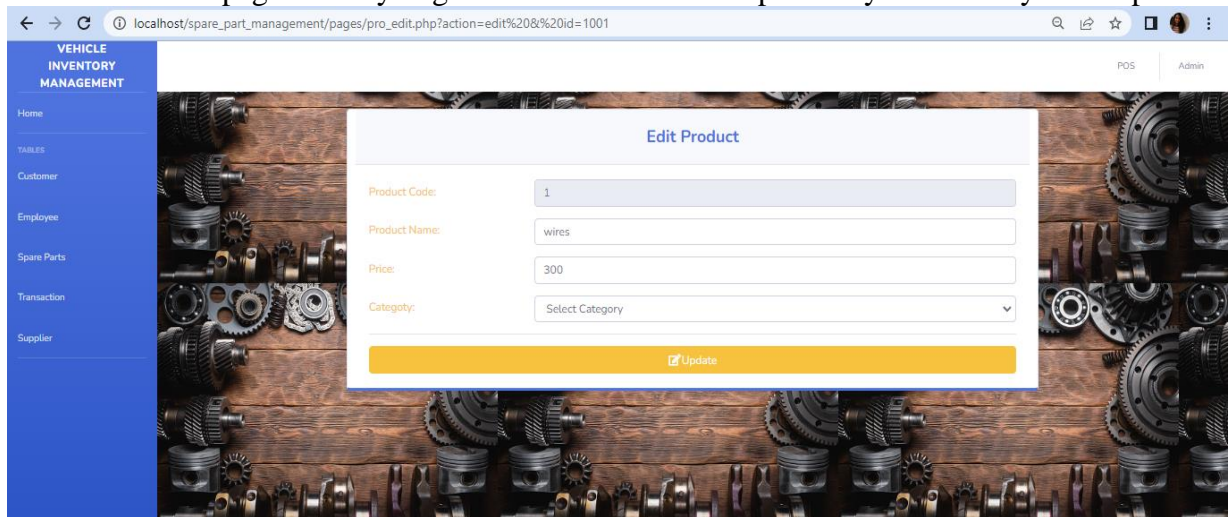 localhost/spare_part_management/pages/pro_edit.php?action=edit%20&%20id=1001
VEHICLE
INVENTORY
MANAGEMENT
POS
Admin
Home
TABLES
Customer
Employee
Spare Parts
Transaction
Supplier
Edit Product
Product Code:
1
Product Name:
wires
Price:
300
Categoty:
Select Category
Update